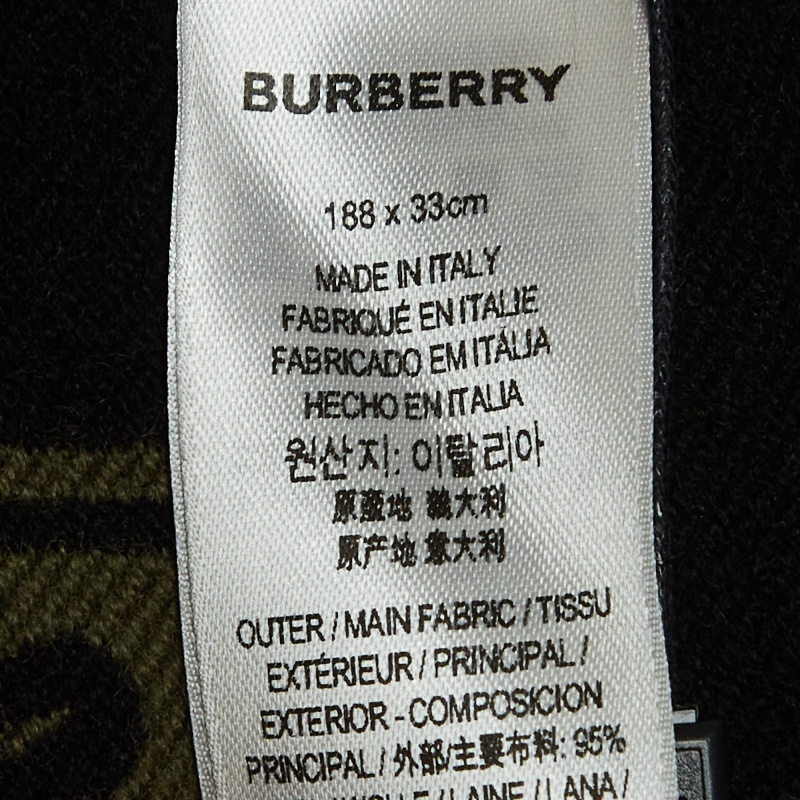 BURBERRY
188 x 33cm
MADE IN ITALY
FABRIQUÉ EN ITALIE
FABRICADO EM ITÁLIA
HECHO EN ITALIA
원산지: 이탈리아
原產地 義大利
原产地 意大利
OUTER / MAIN FABRIC / TISSU
EXTÉRIEUR / PRINCIPAL /
EXTERIOR - COMPOSICION
PRINCIPAL / 外部/主要布料: 95%
/ LAINE / LANA /